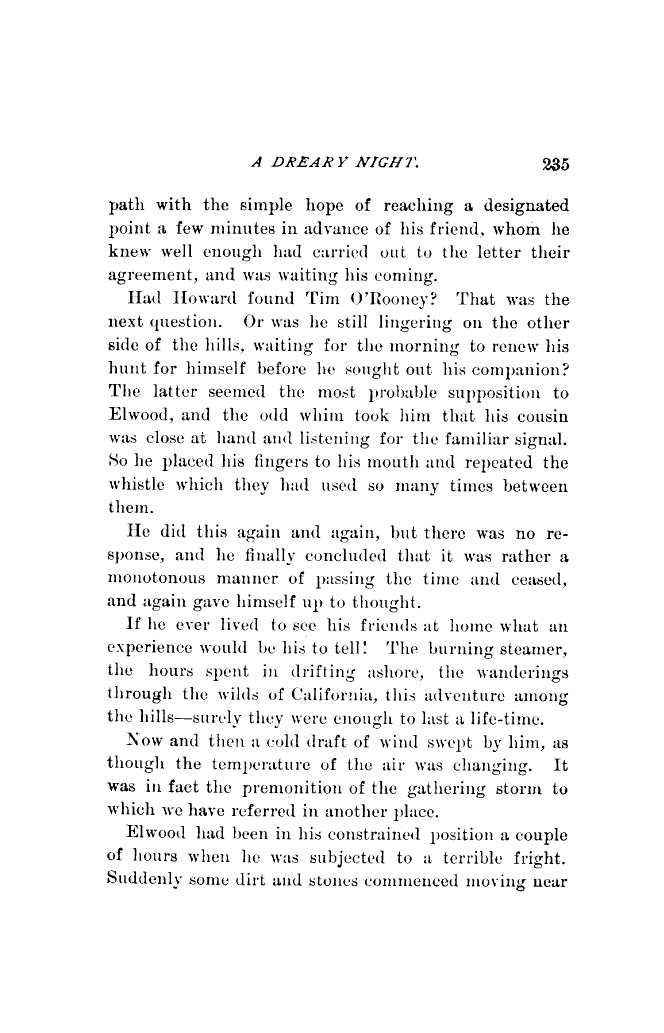 A DREARY NIGHT. 235
path with the simple hope of reaching a designated
point a few minutes in advance of his friend, whom he
knew well enough had carried out to the letter their
agreement, and was waiting his coming.
Had Howard found Tim O'Rooney? That was the
next question. Or was he still lingering on the other
side of the hills, waiting for the morning to renew his
hunt for himself before he sought out his companion?
The latter seemed the most probable supposition to
Elwood, and the odd whim took him that his cousin
was close at hand and listening for the familiar signal.
So he placed his fingers to his mouth and repeated the
whistle which they had used so many times between
them.
He did this again and again, but there was no re-
sponse, and he finally concluded that it was rather a
monotonous manner of passing the time and ceased,
and again gave himself up to thought.
If he ever lived to see his friends at home what an
experience would be his to tell! The burning steamer,
the hours spent in drifting ashore, the wanderings
through the wilds of California, this adventure among
the hills—surely they were enough to last a life-time.
Now and then a cold draft of wind swept by him, as
though the temperature of the air was changing. It
was in fact the premonition of the gathering storm to
which we have referred in another place.
Elwood had been in his constrained position a couple
of hours when he was subjected to a terrible fright.
Suddenly some dirt and stones commenced moving near